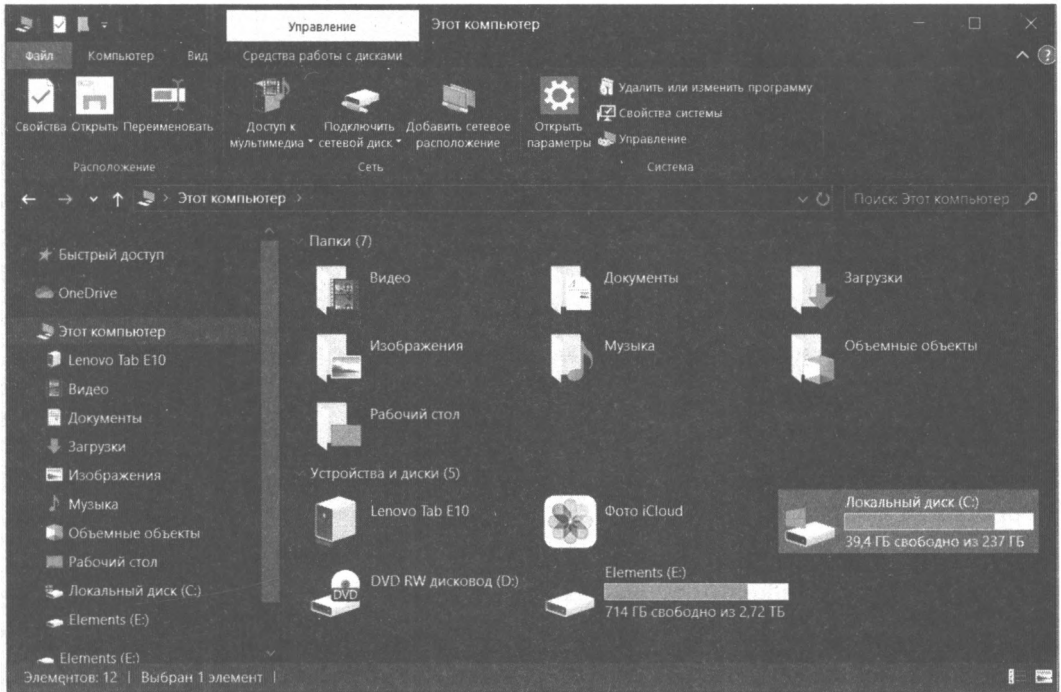 Управление
Этот компьютер
Файл
Компьютер
Вид
Средства работы с дисками
?
Свойства
Открыть
Переименовать
Доступ к
мультимедиа
Подключить
сетевой диск
Добавить сетевое
расположение
Открыть
параметры
Удалить или изменить программу
Свойства системы
Управление
Расположение
Сеть
Система
Этот компьютер
Поиск: Этот компьютер
Быстрый доступ
OneDrive
Этот компьютер
Lenovo Tab E10
Видео
Документы
Загрузки
Изображения
Музыка
Объемные объекты
Рабочий стол
Локальный диск (C:)
Elements (E:)
Elements (E:)
Папки (7)
Видео
Документы
Загрузки
Изображения
Музыка
Объемные объекты
Рабочий стол
Устройства и диски (5)
Lenovo Tab E10
Фото iCloud
Локальный диск (C:)
39,4 ГБ свободно из 237 ГБ
DVD
DVD RW дисковод (D:)
Elements (E:)
714 ГБ свободно из 2,72 ТБ
Элементов: 12
Выбран 1 элемент